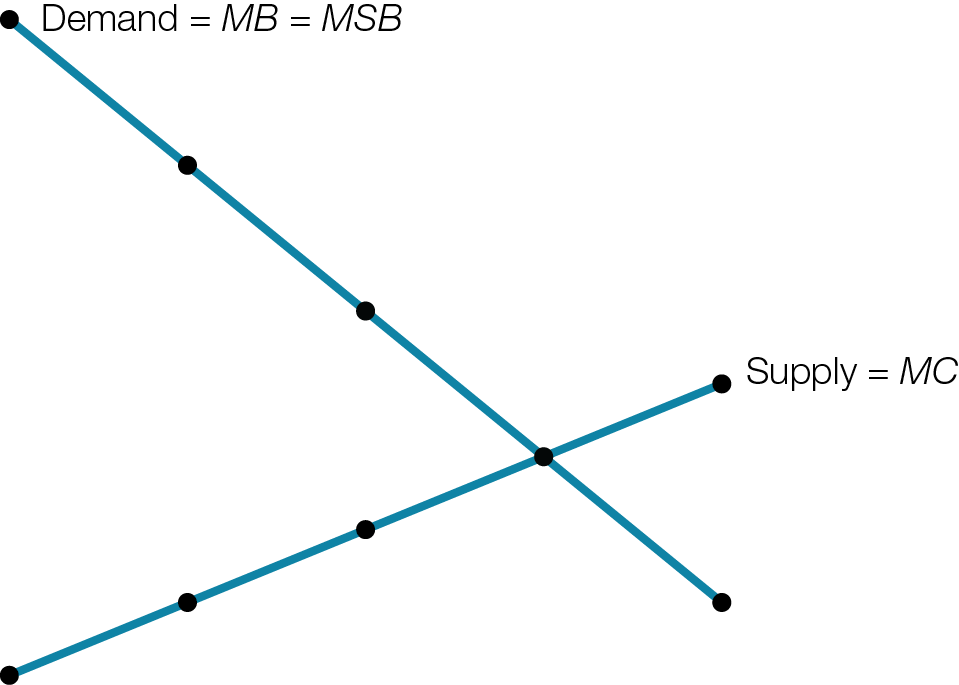 Demand = MB = MSB
Supply = MC